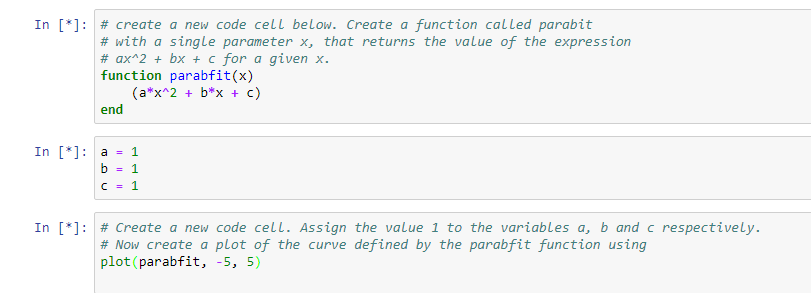 In [*]: # create a new code cell below. Create a function called parabit
# with a single parameter x, that returns the value of the expression
# ax^2 + bx + c for a given x.
function parabfit(x)
    (a*x^2 + b*x + c)
end
In [*]: a = 1
b = 1
c = 1
In [*]: # Create a new code cell. Assign the value 1 to the variables a, b and c respectively.
# Now create a plot of the curve defined by the parabfit function using
plot(parabfit, -5, 5)